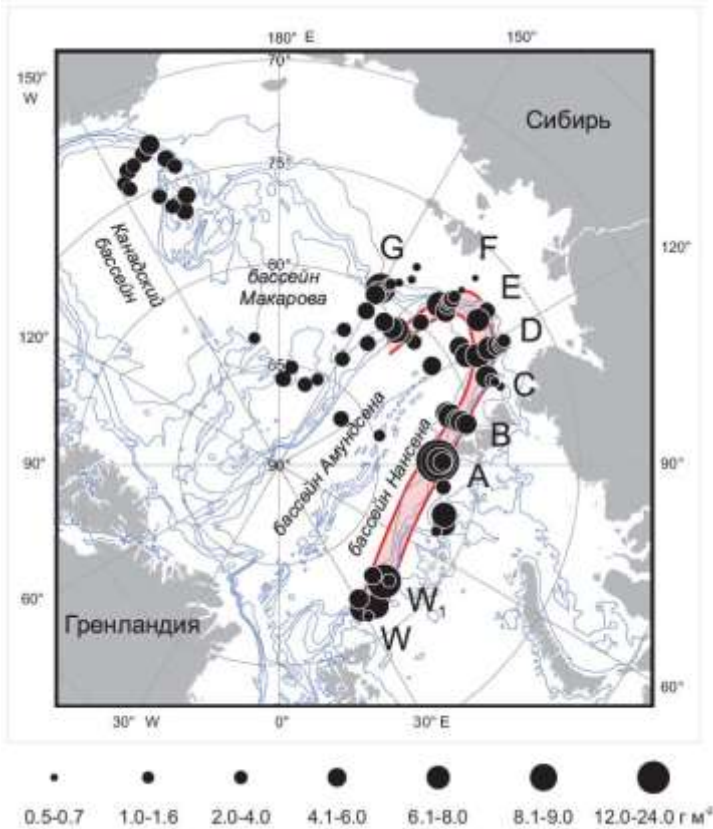 180° E
150°
70°
150°
W
Сибирь
75°
G
F
80°
Канадский
бассейн
бассейн
Макарова
E
120°
D
120°
85°
C
B
бассейн Амундсена
бассейн Нансена
90°
90°
90°
A
60°
W₁
Гренландия
W
60°
30° W
0°
30° E
0.5-0.7 1.0-1.6 2.0-4.0 4.1-6.0 6.1-8.0 8.1-9.0 12.0-24.0 г м⁻²